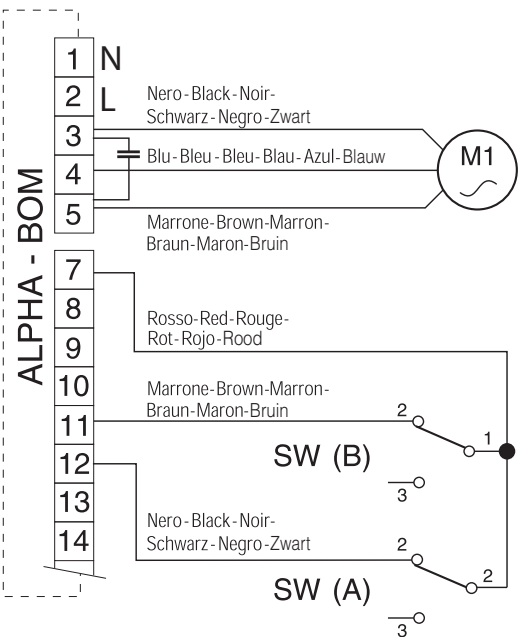 1 N
2 L
Nero-Black-Noir-
Schwarz-Negro-Zwart
3
Blu-Bleu-Bleu-Blau-Azul-Blauw
M1
4
5
Marrone-Brown-Marron-
Braun-Maron-Bruin
ALPHA - BOM
7
8
Rosso-Red-Rouge-
Rot-Rojo-Rood
9
10
Marrone-Brown-Marron-
Braun-Maron-Bruin
11
2
1
SW (B)
12
3
13
Nero-Black-Noir-
Schwarz-Negro-Zwart
14
2
2
SW (A)
3